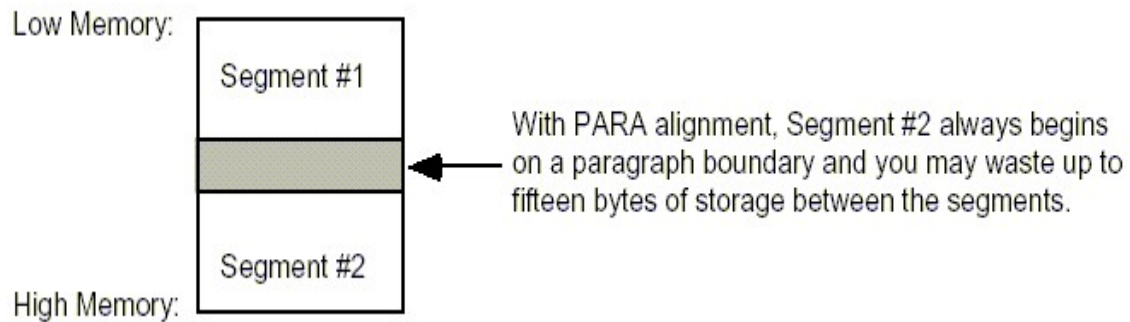 Low Memory:
Segment #1
With PARA alignment, Segment #2 always begins
on a paragraph boundary and you may waste up to
fifteen bytes of storage between the segments.
Segment #2
High Memory: